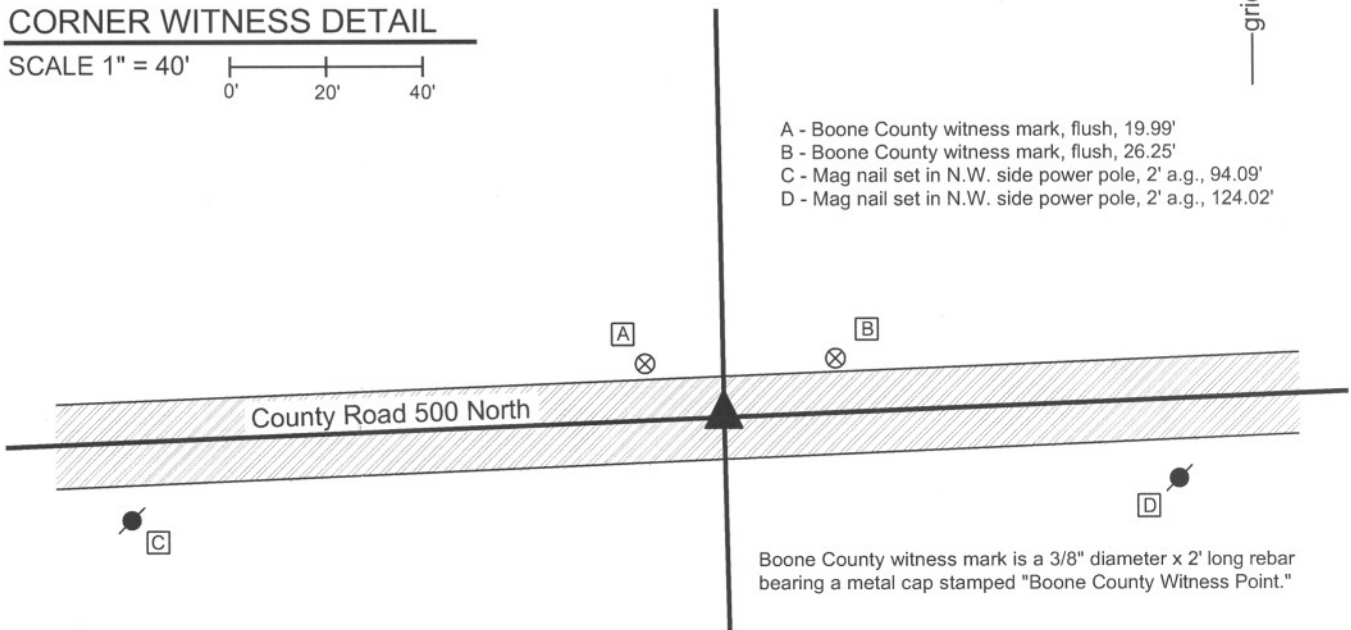 CORNER WITNESS DETAIL
SCALE 1" = 40'
0' 20' 40'
A - Boone County witness mark, flush, 19.99'
B - Boone County witness mark, flush, 26.25'
C - Mag nail set in N.W. side power pole, 2' a.g., 94.09'
D - Mag nail set in N.W. side power pole, 2' a.g., 124.02'
A
B
County Road 500 North
C
D
Boone County witness mark is a 3/8" diameter x 2' long rebar
bearing a metal cap stamped "Boone County Witness Point."